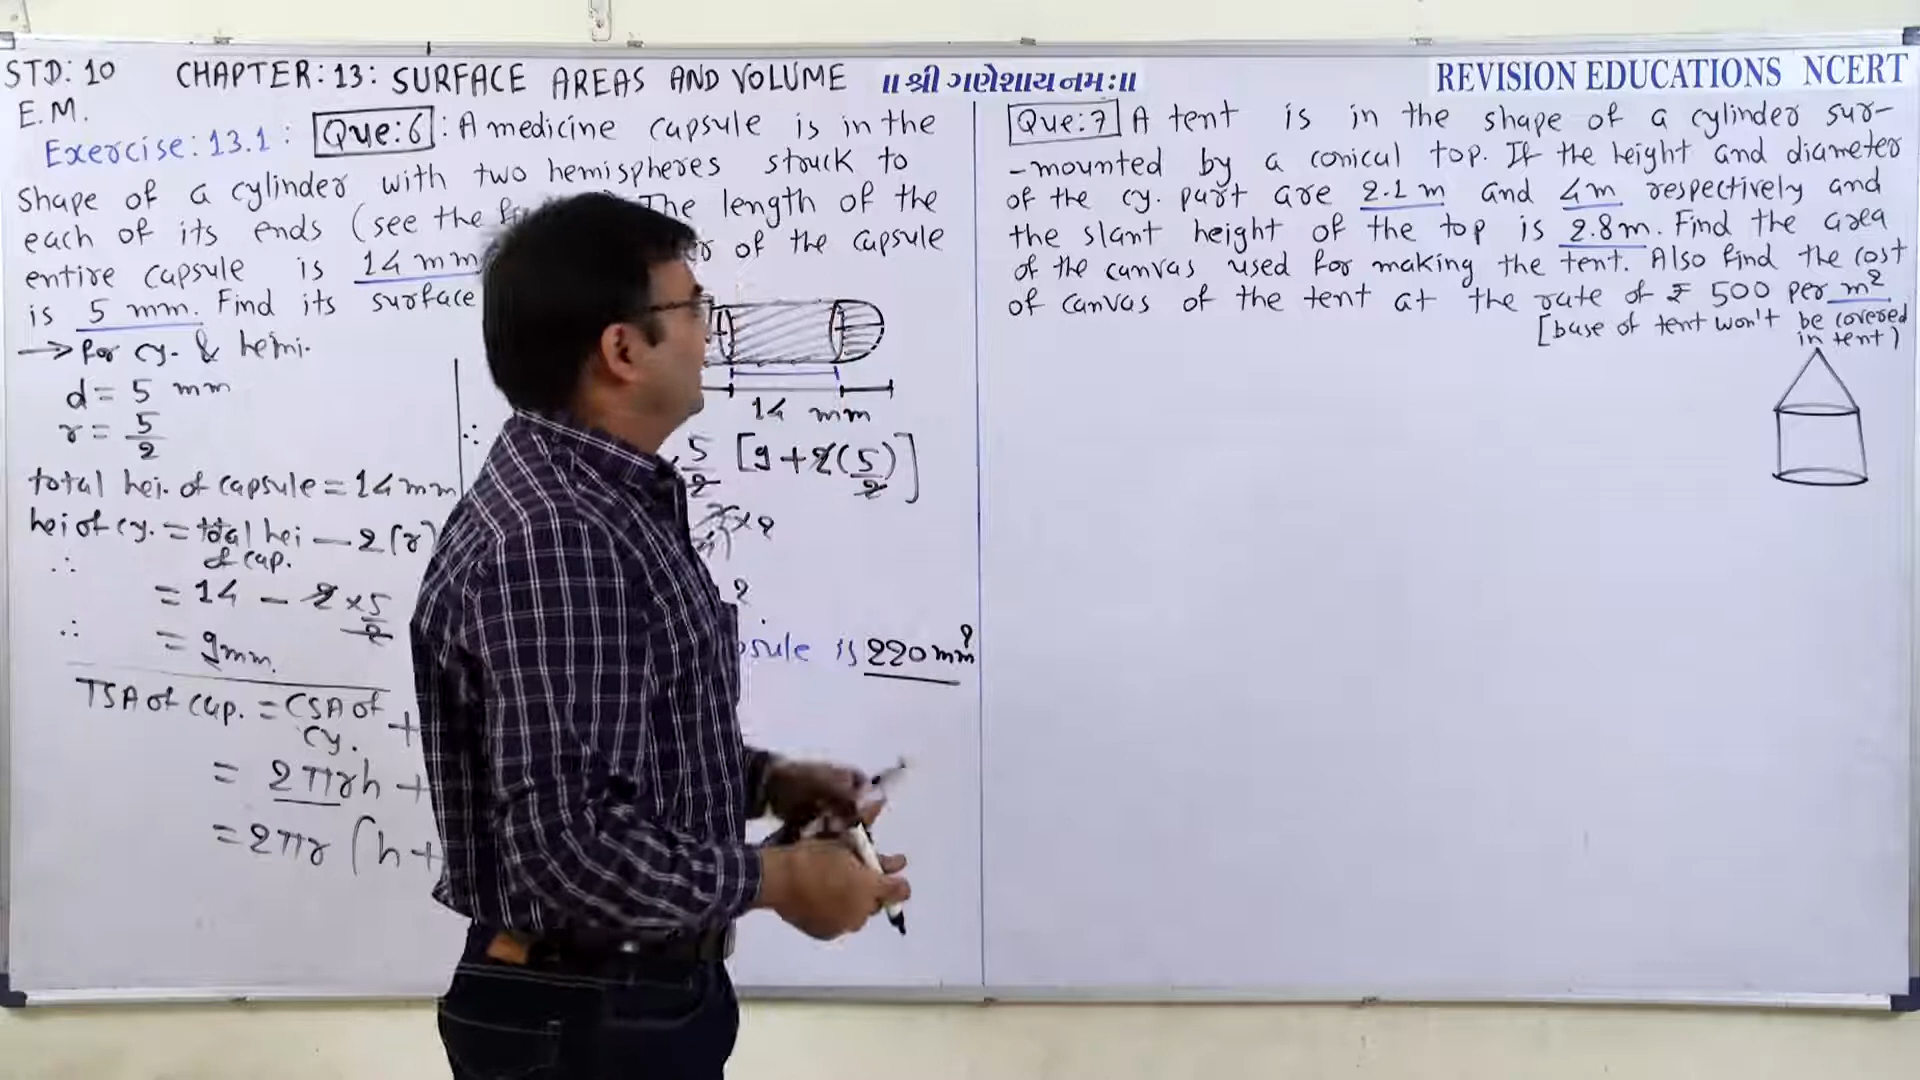 STD: 10 CHAPTER: 13: SURFACE AREAS AND VOLUME ॥ શ્રી ગણેશાય નમઃ॥ REVISION EDUCATIONS NCERT
E.M.
Exercise: 13.1: Que: 6: A medicine capsule is in the
shape of a cylinder with two hemispheres struck to
each of its ends (see the The length of the
entire capsule is 14 mm of the capsule
is 5 mm. Find its surface
→ for cy. & hemi.
d = 5 mm
r = 5/2
total hei. of capsule = 14 mm
hei of cy. = total hei of cap. - 2(r)
∴ = 14 - 2 × 5/2
∴ = 9mm.
TSA of cap. = CSA of cy. +
= 2πrh +
= 2πr (h +
14 mm
∴ 5/2 [9 + 2(5/2)]
× 2
2
is 220 mm²
Que: 7 A tent is in the shape of a cylinder sur-
-mounted by a conical top. If the height and diameter
of the cy. part are 2.1 m and 4m respectively and
the slant height of the top is 2.8m. Find the area
of the canvas used for making the tent. Also find the cost
of canvas of the tent at the rate of ₹ 500 per m²
[base of tent won't be covered
in tent)